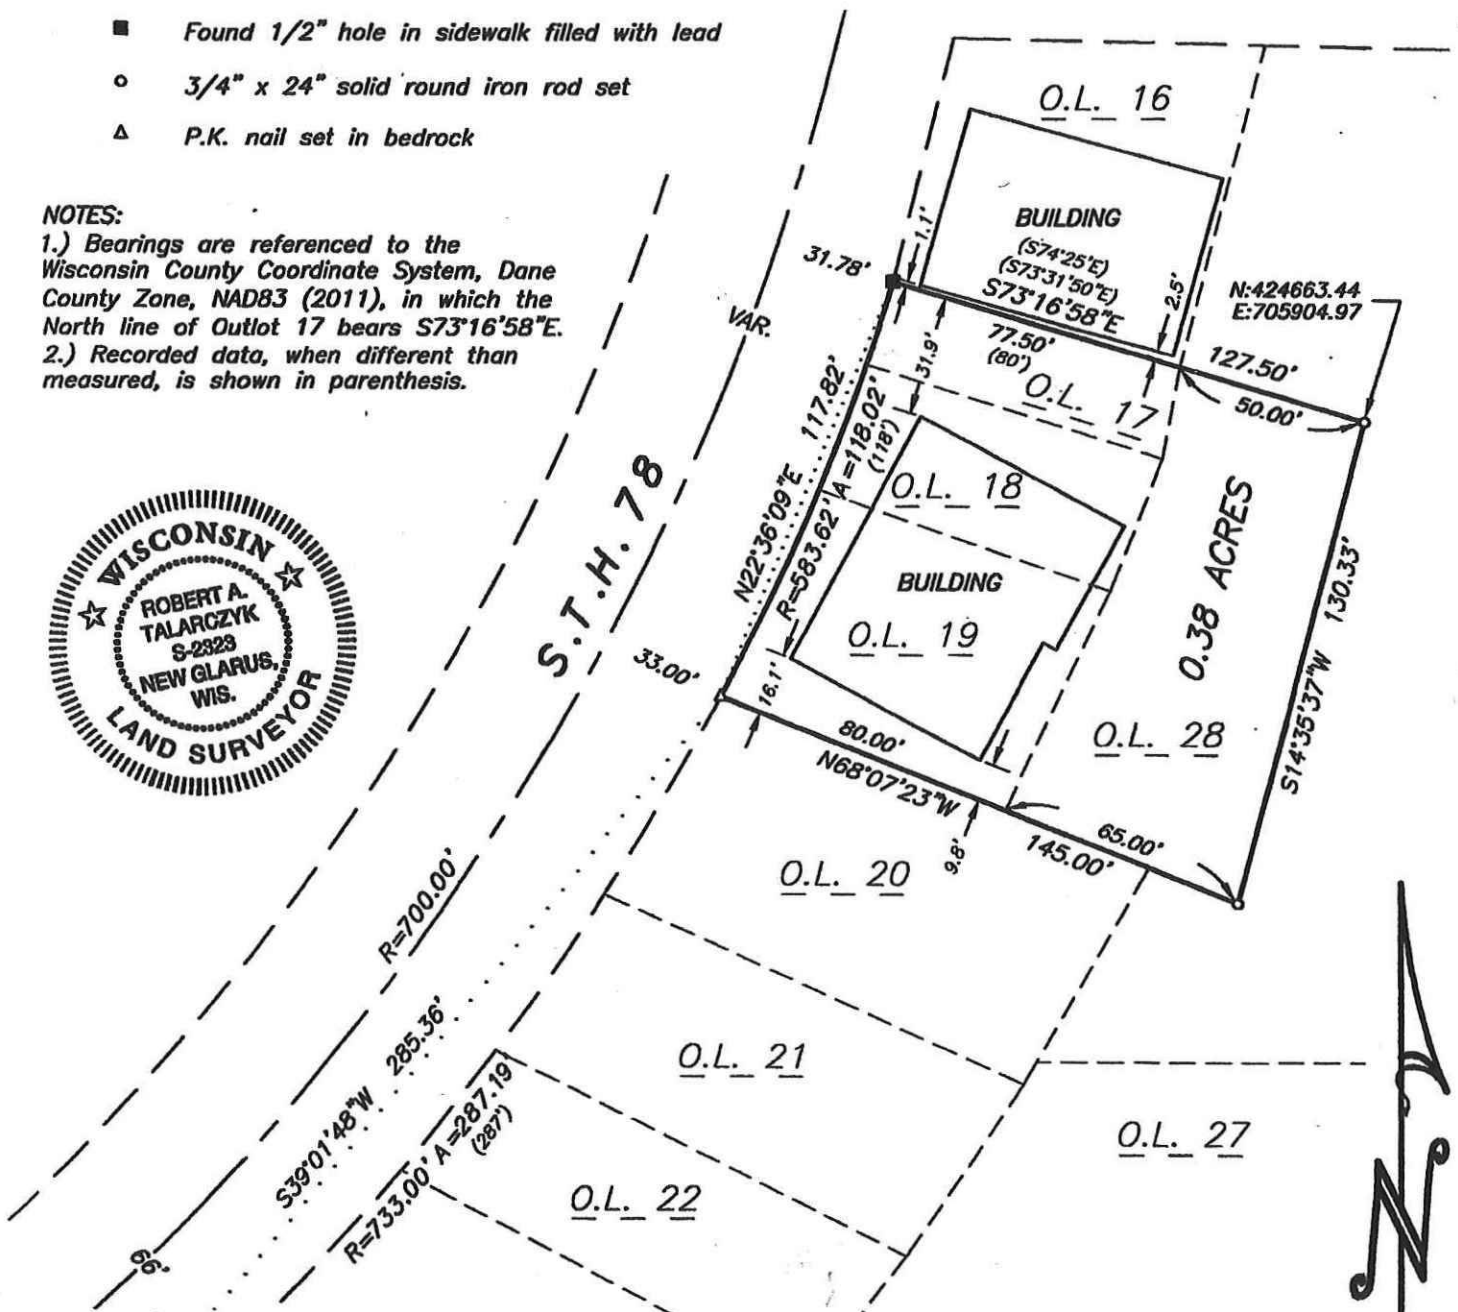 Found 1/2" hole in sidewalk filled with lead
3/4" x 24" solid round iron rod set
P.K. nail set in bedrock
NOTES:
1.) Bearings are referenced to the
Wisconsin County Coordinate System, Dane
County Zone, NAD83 (2011), in which the
North line of Outlot 17 bears S73°16'58"E.
2.) Recorded data, when different than
measured, is shown in parenthesis.
O.L. 16
BUILDING
(S74°25'E)
(S73°31'50"E)
S73°16'58"E
1.1'
2.5'
31.78'
VAR.
N:424663.44
E:705904.97
77.50'
(80')
127.50'
50.00'
31.9'
O.L. 17
117.82'
N22°36'09"E
A=118.02'
(118')
R=583.62'
O.L. 18
BUILDING
O.L. 19
0.38 ACRES
130.33'
S14°35'37"W
O.L. 28
S.T.H. 78
33.00'
16.1'
80.00'
N68°07'23"W
9.8'
65.00'
145.00'
WISCONSIN
ROBERT A.
TALARCZYK
S-2323
NEW GLARUS,
WIS.
LAND SURVEYOR
O.L. 20
R=700.00'
O.L. 21
285.36'
S39°01'48"W
A=287.19
(287')
R=733.00'
O.L. 27
O.L. 22
66'
N